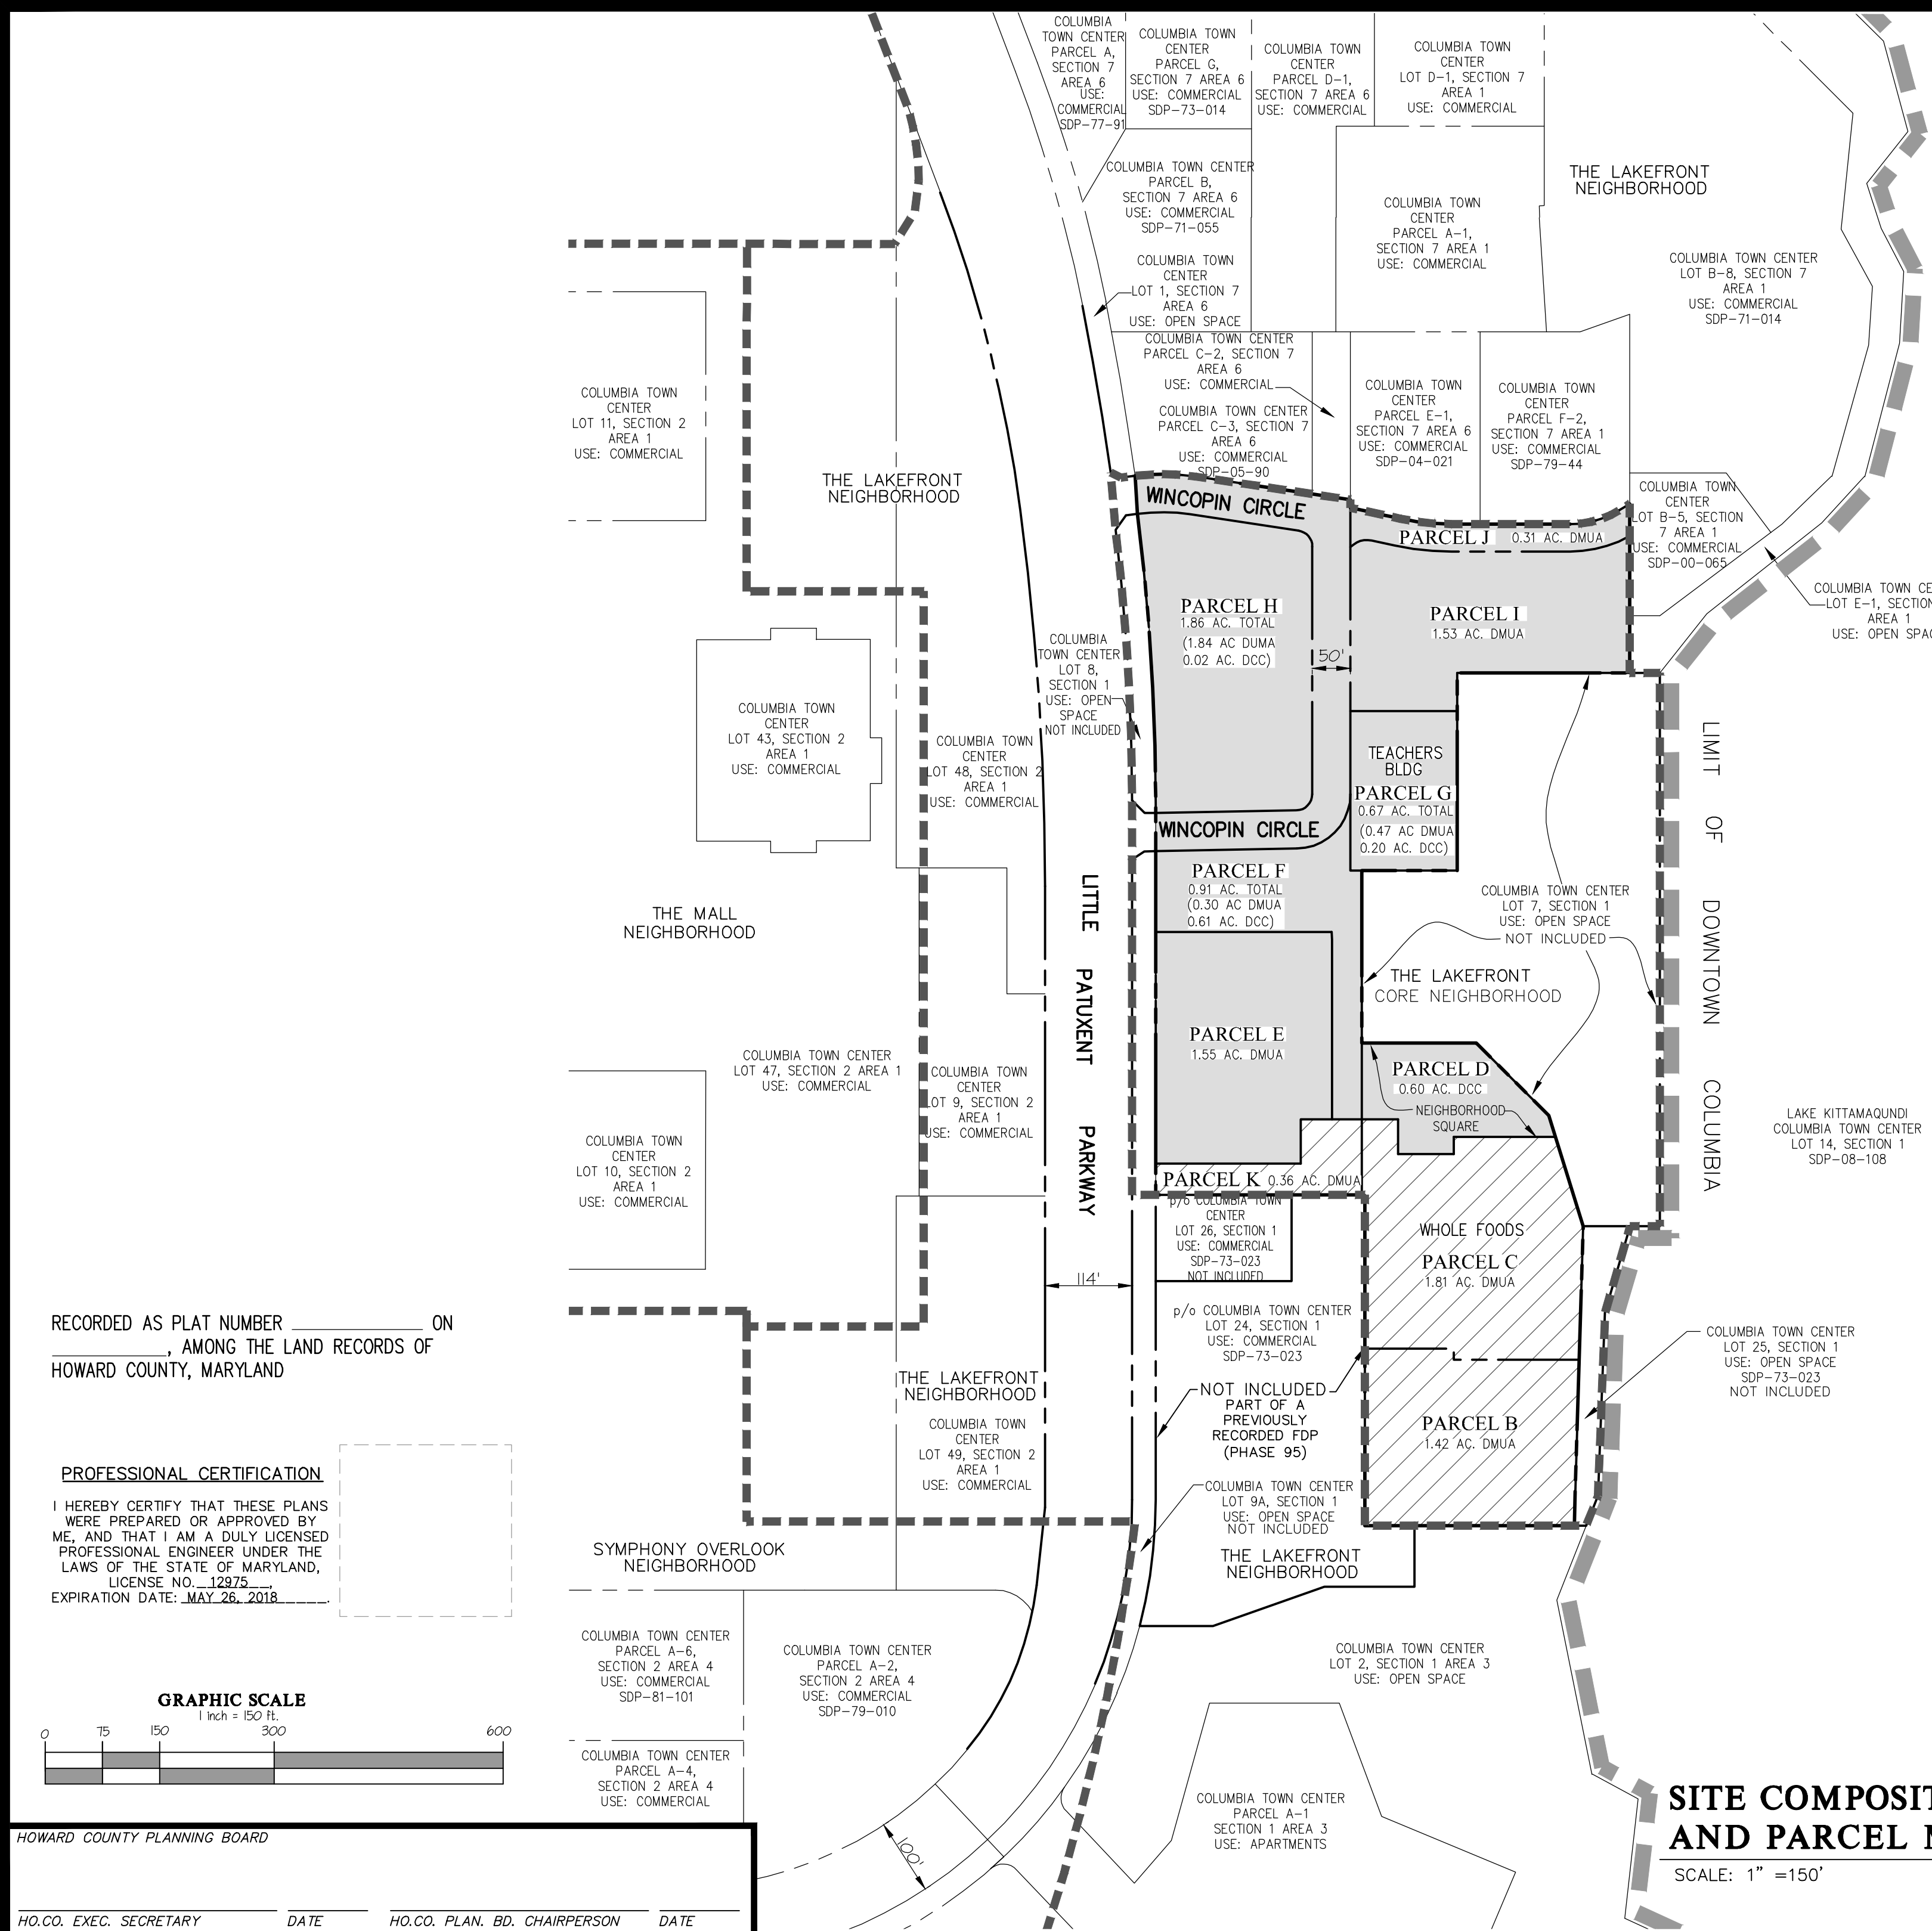 COLUMBIA
TOWN CENTER
PARCEL A,
SECTION 7
AREA 6
USE:
COMMERCIAL
SDP-77-91
COLUMBIA TOWN
CENTER
PARCEL G,
SECTION 7 AREA 6
USE: COMMERCIAL
SDP-73-014
COLUMBIA TOWN
CENTER
PARCEL D-1,
SECTION 7 AREA 6
USE: COMMERCIAL
COLUMBIA TOWN
CENTER
LOT D-1, SECTION 7
AREA 1
USE: COMMERCIAL
THE LAKEFRONT
NEIGHBORHOOD
COLUMBIA TOWN CENTER
PARCEL B,
SECTION 7 AREA 6
USE: COMMERCIAL
SDP-71-055
COLUMBIA TOWN
CENTER
PARCEL A-1,
SECTION 7 AREA 1
USE: COMMERCIAL
COLUMBIA TOWN CENTER
LOT B-8, SECTION 7
AREA 1
USE: COMMERCIAL
SDP-71-014
COLUMBIA TOWN
CENTER
LOT 1, SECTION 7
AREA 6
USE: OPEN SPACE
COLUMBIA TOWN CENTER
PARCEL C-2, SECTION 7
AREA 6
USE: COMMERCIAL
COLUMBIA TOWN CENTER
PARCEL C-3, SECTION 7
AREA 6
USE: COMMERCIAL
SDP-05-90
COLUMBIA TOWN
CENTER
PARCEL E-1,
SECTION 7 AREA 6
USE: COMMERCIAL
SDP-04-021
COLUMBIA TOWN
CENTER
PARCEL F-2,
SECTION 7 AREA 1
USE: COMMERCIAL
SDP-79-44
COLUMBIA TOWN
CENTER
LOT 11, SECTION 2
AREA 1
USE: COMMERCIAL
THE LAKEFRONT
NEIGHBORHOOD
COLUMBIA TOWN
CENTER
LOT B-5, SECTION
7 AREA 1
USE: COMMERCIAL
SDP-00-065
WINCOPIN CIRCLE
PARCEL J 0.31 AC. DMUA
COLUMBIA TOWN CE
LOT E-1, SECTION
AREA 1
USE: OPEN SPAC
PARCEL H
1.86 AC. TOTAL
(1.84 AC DUMA
0.02 AC. DCC)
50'
PARCEL I
1.53 AC. DMUA
COLUMBIA
TOWN CENTER
LOT 8,
SECTION 1
USE: OPEN
SPACE
NOT INCLUDED
COLUMBIA TOWN
CENTER
LOT 43, SECTION 2
AREA 1
USE: COMMERCIAL
COLUMBIA TOWN
CENTER
LOT 48, SECTION 2
AREA 1
USE: COMMERCIAL
TEACHERS
BLDG
PARCEL G
0.67 AC. TOTAL
(0.47 AC DMUA
0.20 AC. DCC)
LIMIT OF DOWNTOWN COLUMBIA
WINCOPIN CIRCLE
PARCEL F
0.91 AC. TOTAL
(0.30 AC DMUA
0.61 AC. DCC)
COLUMBIA TOWN CENTER
LOT 7, SECTION 1
USE: OPEN SPACE
NOT INCLUDED
THE MALL
NEIGHBORHOOD
LITTLE PATUXENT PARKWAY
THE LAKEFRONT
CORE NEIGHBORHOOD
PARCEL E
1.55 AC. DMUA
PARCEL D
0.60 AC. DCC
NEIGHBORHOOD
SQUARE
COLUMBIA TOWN CENTER
LOT 47, SECTION 2 AREA 1
USE: COMMERCIAL
COLUMBIA TOWN
CENTER
LOT 9, SECTION 2
AREA 1
USE: COMMERCIAL
COLUMBIA TOWN
CENTER
LOT 10, SECTION 2
AREA 1
USE: COMMERCIAL
LAKE KITTAMAQUNDI
COLUMBIA TOWN CENTER
LOT 14, SECTION 1
SDP-08-108
PARCEL K 0.36 AC. DMUA
p/o COLUMBIA TOWN
CENTER
LOT 26, SECTION 1
USE: COMMERCIAL
SDP-73-023
NOT INCLUDED
WHOLE FOODS
PARCEL C
1.81 AC. DMUA
114'
p/o COLUMBIA TOWN CENTER
LOT 24, SECTION 1
USE: COMMERCIAL
SDP-73-023
COLUMBIA TOWN CENTER
LOT 25, SECTION 1
USE: OPEN SPACE
SDP-73-023
NOT INCLUDED
RECORDED AS PLAT NUMBER ______________ ON
____________, AMONG THE LAND RECORDS OF
HOWARD COUNTY, MARYLAND
THE LAKEFRONT
NEIGHBORHOOD
COLUMBIA TOWN
CENTER
LOT 49, SECTION 2
AREA 1
USE: COMMERCIAL
NOT INCLUDED
PART OF A
PREVIOUSLY
RECORDED FDP
(PHASE 95)
PARCEL B
1.42 AC. DMUA
COLUMBIA TOWN CENTER
LOT 9A, SECTION 1
USE: OPEN SPACE
NOT INCLUDED
THE LAKEFRONT
NEIGHBORHOOD
PROFESSIONAL CERTIFICATION
I HEREBY CERTIFY THAT THESE PLANS
WERE PREPARED OR APPROVED BY
ME, AND THAT I AM A DULY LICENSED
PROFESSIONAL ENGINEER UNDER THE
LAWS OF THE STATE OF MARYLAND,
LICENSE NO. 12975,
EXPIRATION DATE: MAY 26, 2018.
SYMPHONY OVERLOOK
NEIGHBORHOOD
COLUMBIA TOWN CENTER
PARCEL A-6,
SECTION 2 AREA 4
USE: COMMERCIAL
SDP-81-101
COLUMBIA TOWN CENTER
PARCEL A-2,
SECTION 2 AREA 4
USE: COMMERCIAL
SDP-79-010
COLUMBIA TOWN CENTER
LOT 2, SECTION 1 AREA 3
USE: OPEN SPACE
GRAPHIC SCALE
1 inch = 150 ft.
0 75 150 300 600
COLUMBIA TOWN CENTER
PARCEL A-4,
SECTION 2 AREA 4
USE: COMMERCIAL
COLUMBIA TOWN CENTER
PARCEL A-1
SECTION 1 AREA 3
USE: APARTMENTS
100'
SITE COMPOSIT
AND PARCEL M
SCALE: 1" =150'
HOWARD COUNTY PLANNING BOARD
HO.CO. EXEC. SECRETARY DATE HO.CO. PLAN. BD. CHAIRPERSON DATE